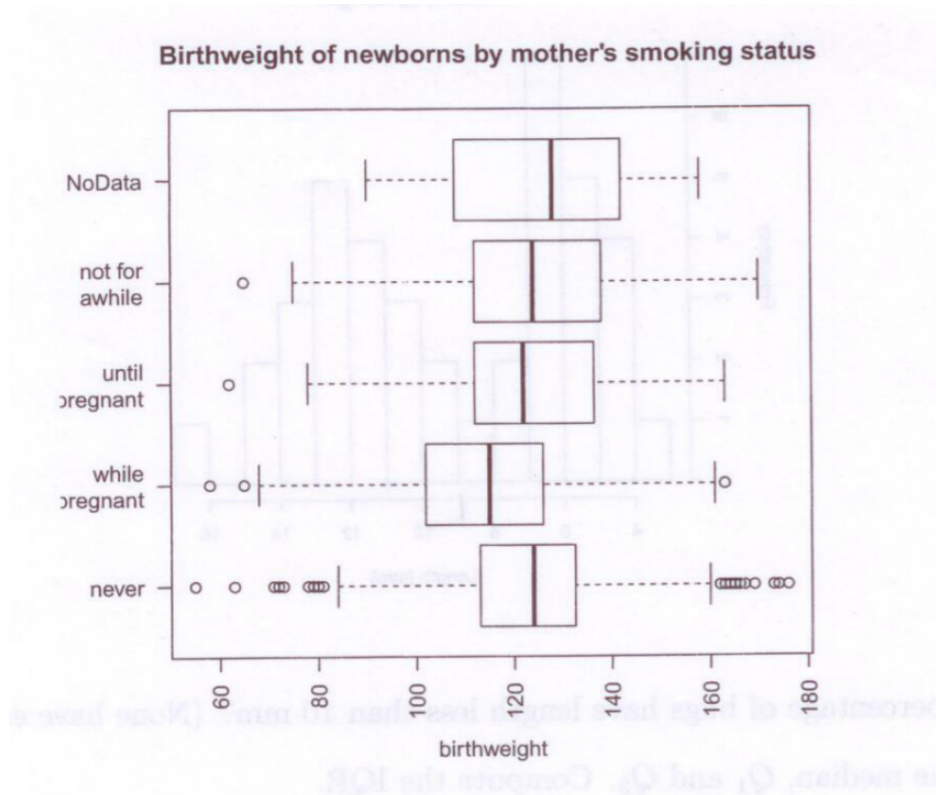 Birthweight of newborns by mother's smoking status
NoData
not for
awhile
until
pregnant
while
pregnant
never
60 80 100 120 140 160 180
percentage of bugs have length less than 10 mm? (None have
birthweight
median, Q1 and Q3. Compute the IQR